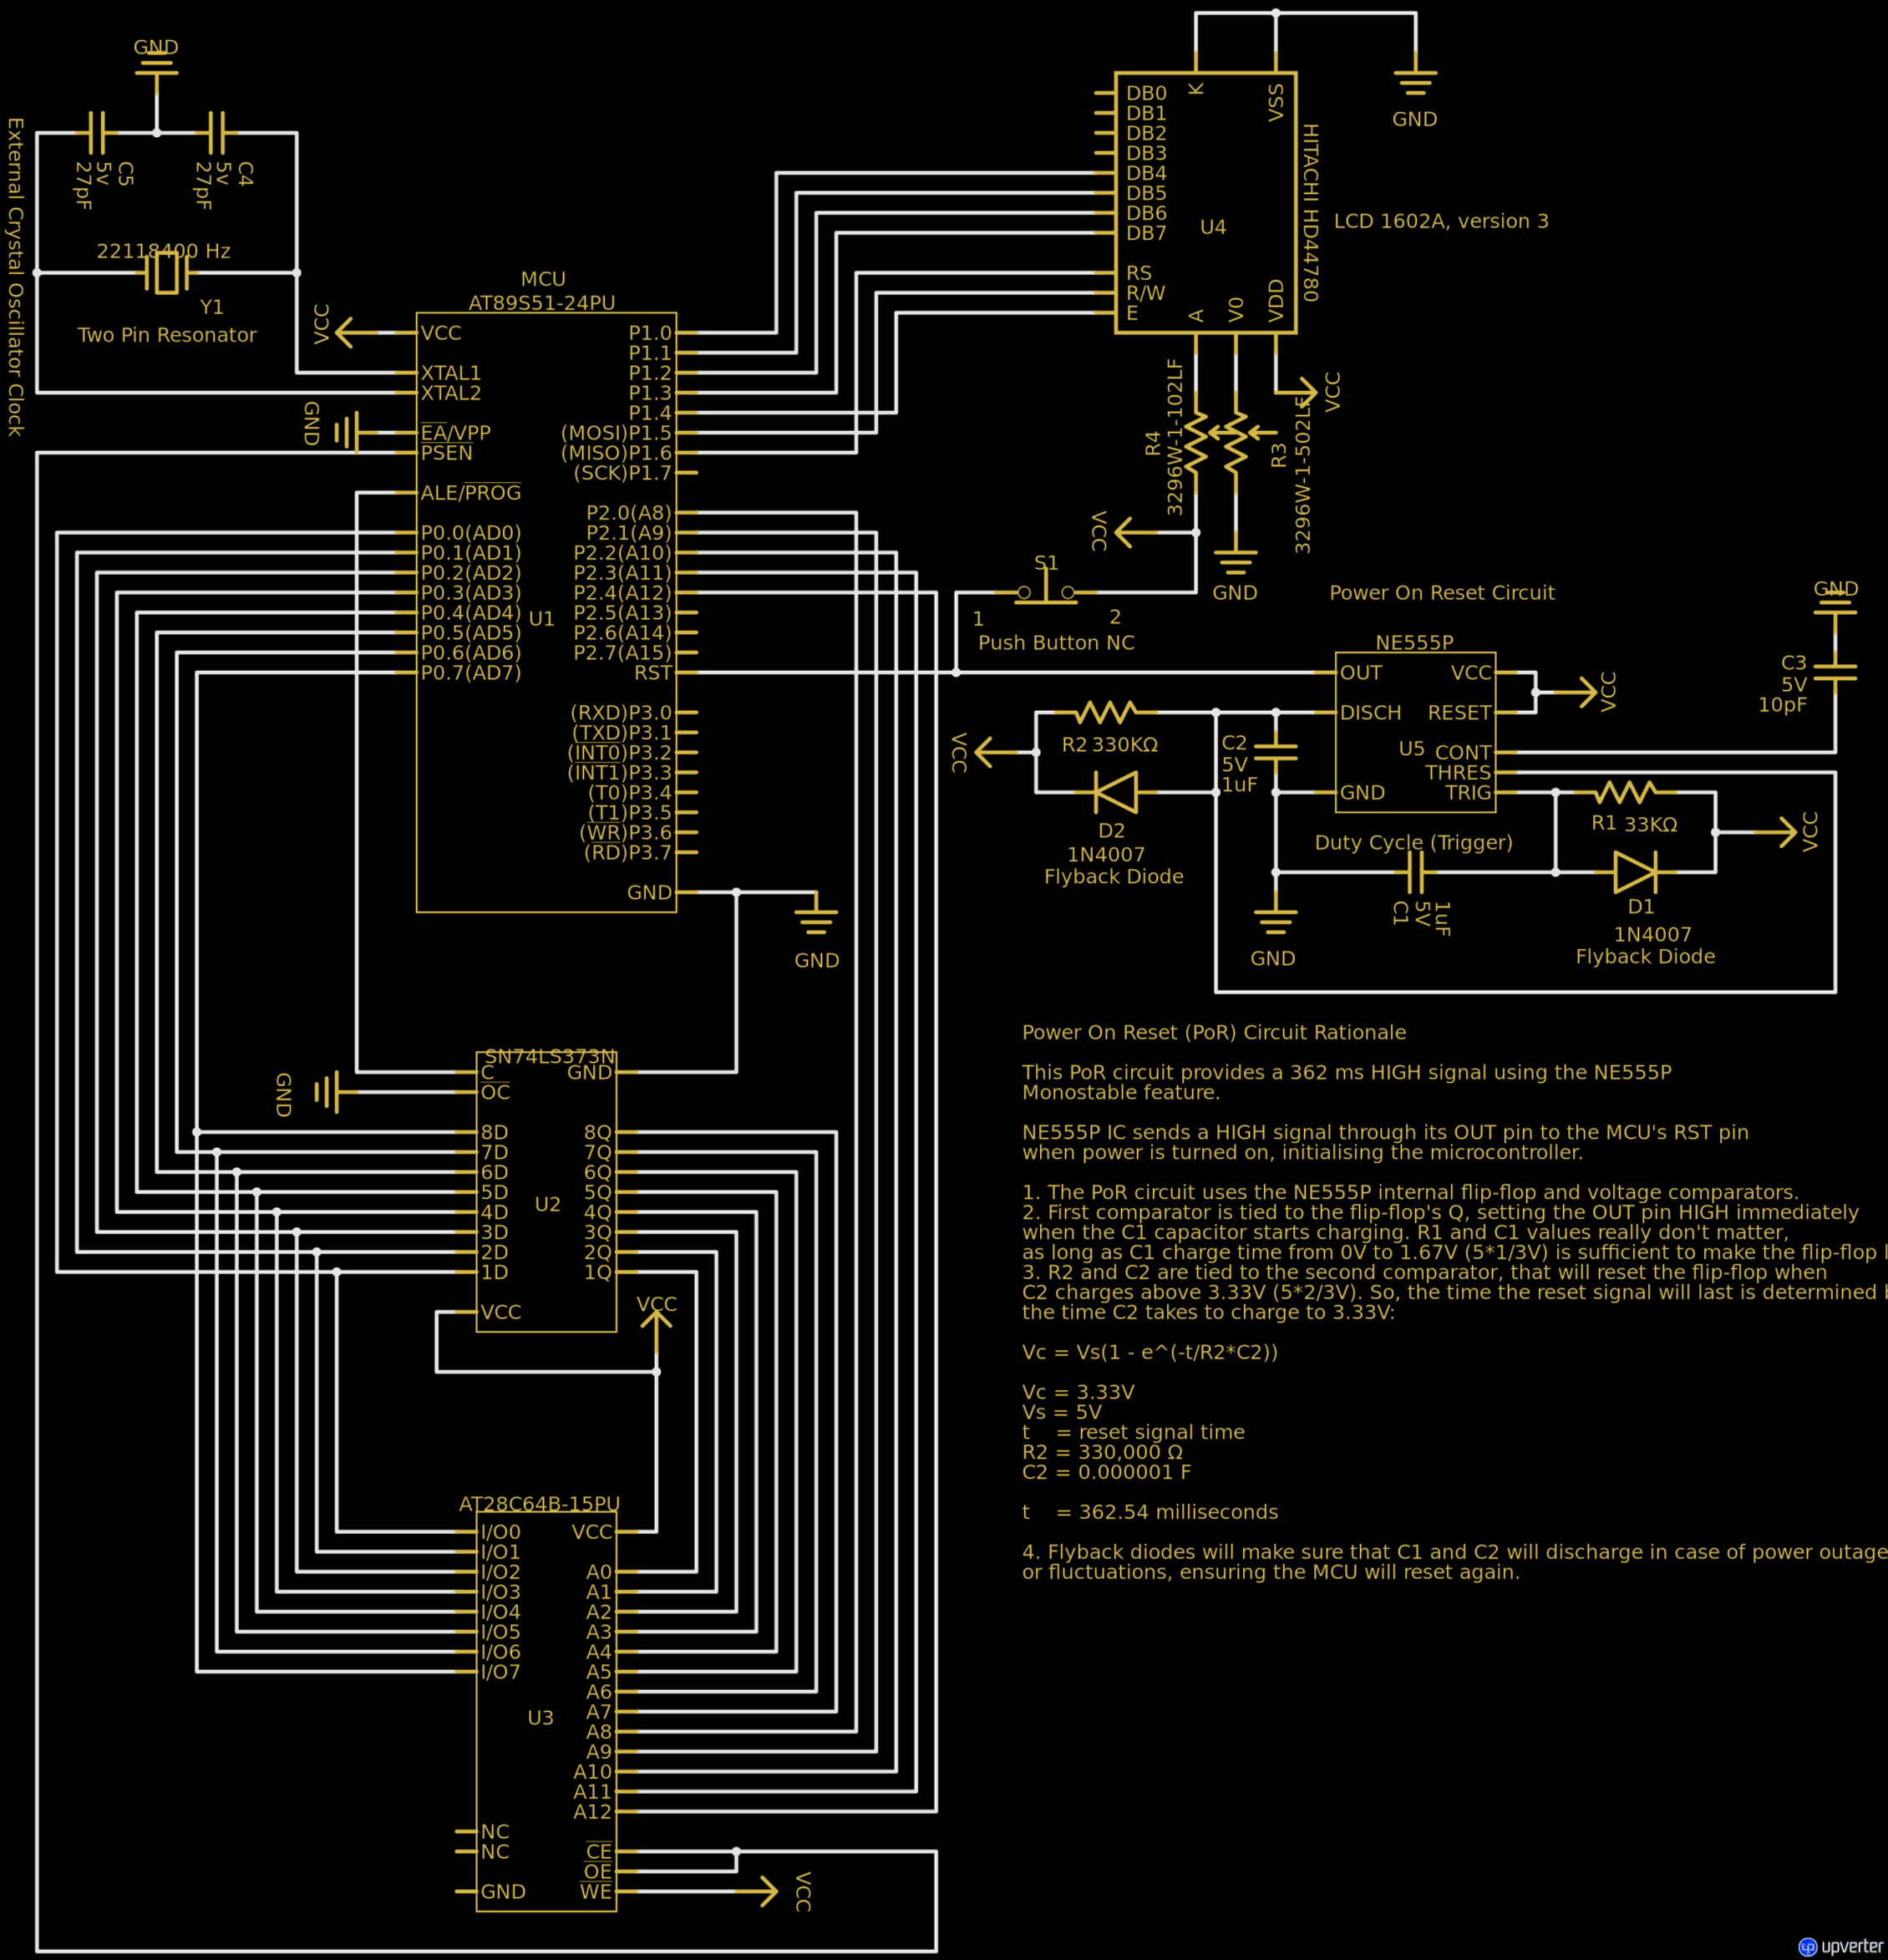 GND
C5
5v
27pF
C4
5v
27pF
External Crystal Oscillator Clock
22118400 Hz
Y1
Two Pin Resonator
MCU
AT89S51-24PU
VCC
VCC
XTAL1
XTAL2
GND
EA/VPP
PSEN
ALE/PROG
P0.0(AD0)
P0.1(AD1)
P0.2(AD2)
P0.3(AD3)
P0.4(AD4)
P0.5(AD5)
P0.6(AD6)
P0.7(AD7)
U1
P1.0
P1.1
P1.2
P1.3
P1.4
(MOSI)P1.5
(MISO)P1.6
(SCK)P1.7
P2.0(A8)
P2.1(A9)
P2.2(A10)
P2.3(A11)
P2.4(A12)
P2.5(A13)
P2.6(A14)
P2.7(A15)
RST
(RXD)P3.0
(TXD)P3.1
(INT0)P3.2
(INT1)P3.3
(T0)P3.4
(T1)P3.5
(WR)P3.6
(RD)P3.7
GND
GND
DB0
DB1
DB2
DB3
DB4
DB5
DB6
DB7
RS
R/W
E
K
VSS
U4
A
V0
VDD
HITACHI HD44780
LCD 1602A, version 3
GND
VCC
R4
3296W-1-102LF
R3
3296W-1-502LF
VCC
GND
S1
1
2
Push Button NC
Power On Reset Circuit
NE555P
OUT
DISCH
GND
VCC
RESET
U5
CONT
THRES
TRIG
VCC
GND
C3
5V
10pF
VCC
R2
330KΩ
D2
1N4007
Flyback Diode
C2
5V
1uF
Duty Cycle (Trigger)
GND
C1
5V
1uF
R1
33KΩ
VCC
D1
1N4007
Flyback Diode
SN74LS373N
GND
C
OC
8D
7D
6D
5D
4D
3D
2D
1D
VCC
U2
GND
8Q
7Q
6Q
5Q
4Q
3Q
2Q
1Q
VCC
AT28C64B-15PU
I/O0
I/O1
I/O2
I/O3
I/O4
I/O5
I/O6
I/O7
U3
NC
NC
GND
VCC
A0
A1
A2
A3
A4
A5
A6
A7
A8
A9
A10
A11
A12
CE
OE
WE
VCC
Power On Reset (PoR) Circuit Rationale
This PoR circuit provides a 362 ms HIGH signal using the NE555P
Monostable feature.
NE555P IC sends a HIGH signal through its OUT pin to the MCU's RST pin
when power is turned on, initialising the microcontroller.
1. The PoR circuit uses the NE555P internal flip-flop and voltage comparators.
2. First comparator is tied to the flip-flop's Q, setting the OUT pin HIGH immediately
when the C1 capacitor starts charging. R1 and C1 values really don't matter,
as long as C1 charge time from 0V to 1.67V (5*1/3V) is sufficient to make the flip-flop
3. R2 and C2 are tied to the second comparator, that will reset the flip-flop when
C2 charges above 3.33V (5*2/3V). So, the time the reset signal will last is determined
the time C2 takes to charge to 3.33V:
Vc = Vs(1 - e^(-t/R2*C2))
Vc = 3.33V
Vs = 5V
t = reset signal time
R2 = 330,000 Ω
C2 = 0.000001 F
t = 362.54 milliseconds
4. Flyback diodes will make sure that C1 and C2 will discharge in case of power outage
or fluctuations, ensuring the MCU will reset again.
upverter